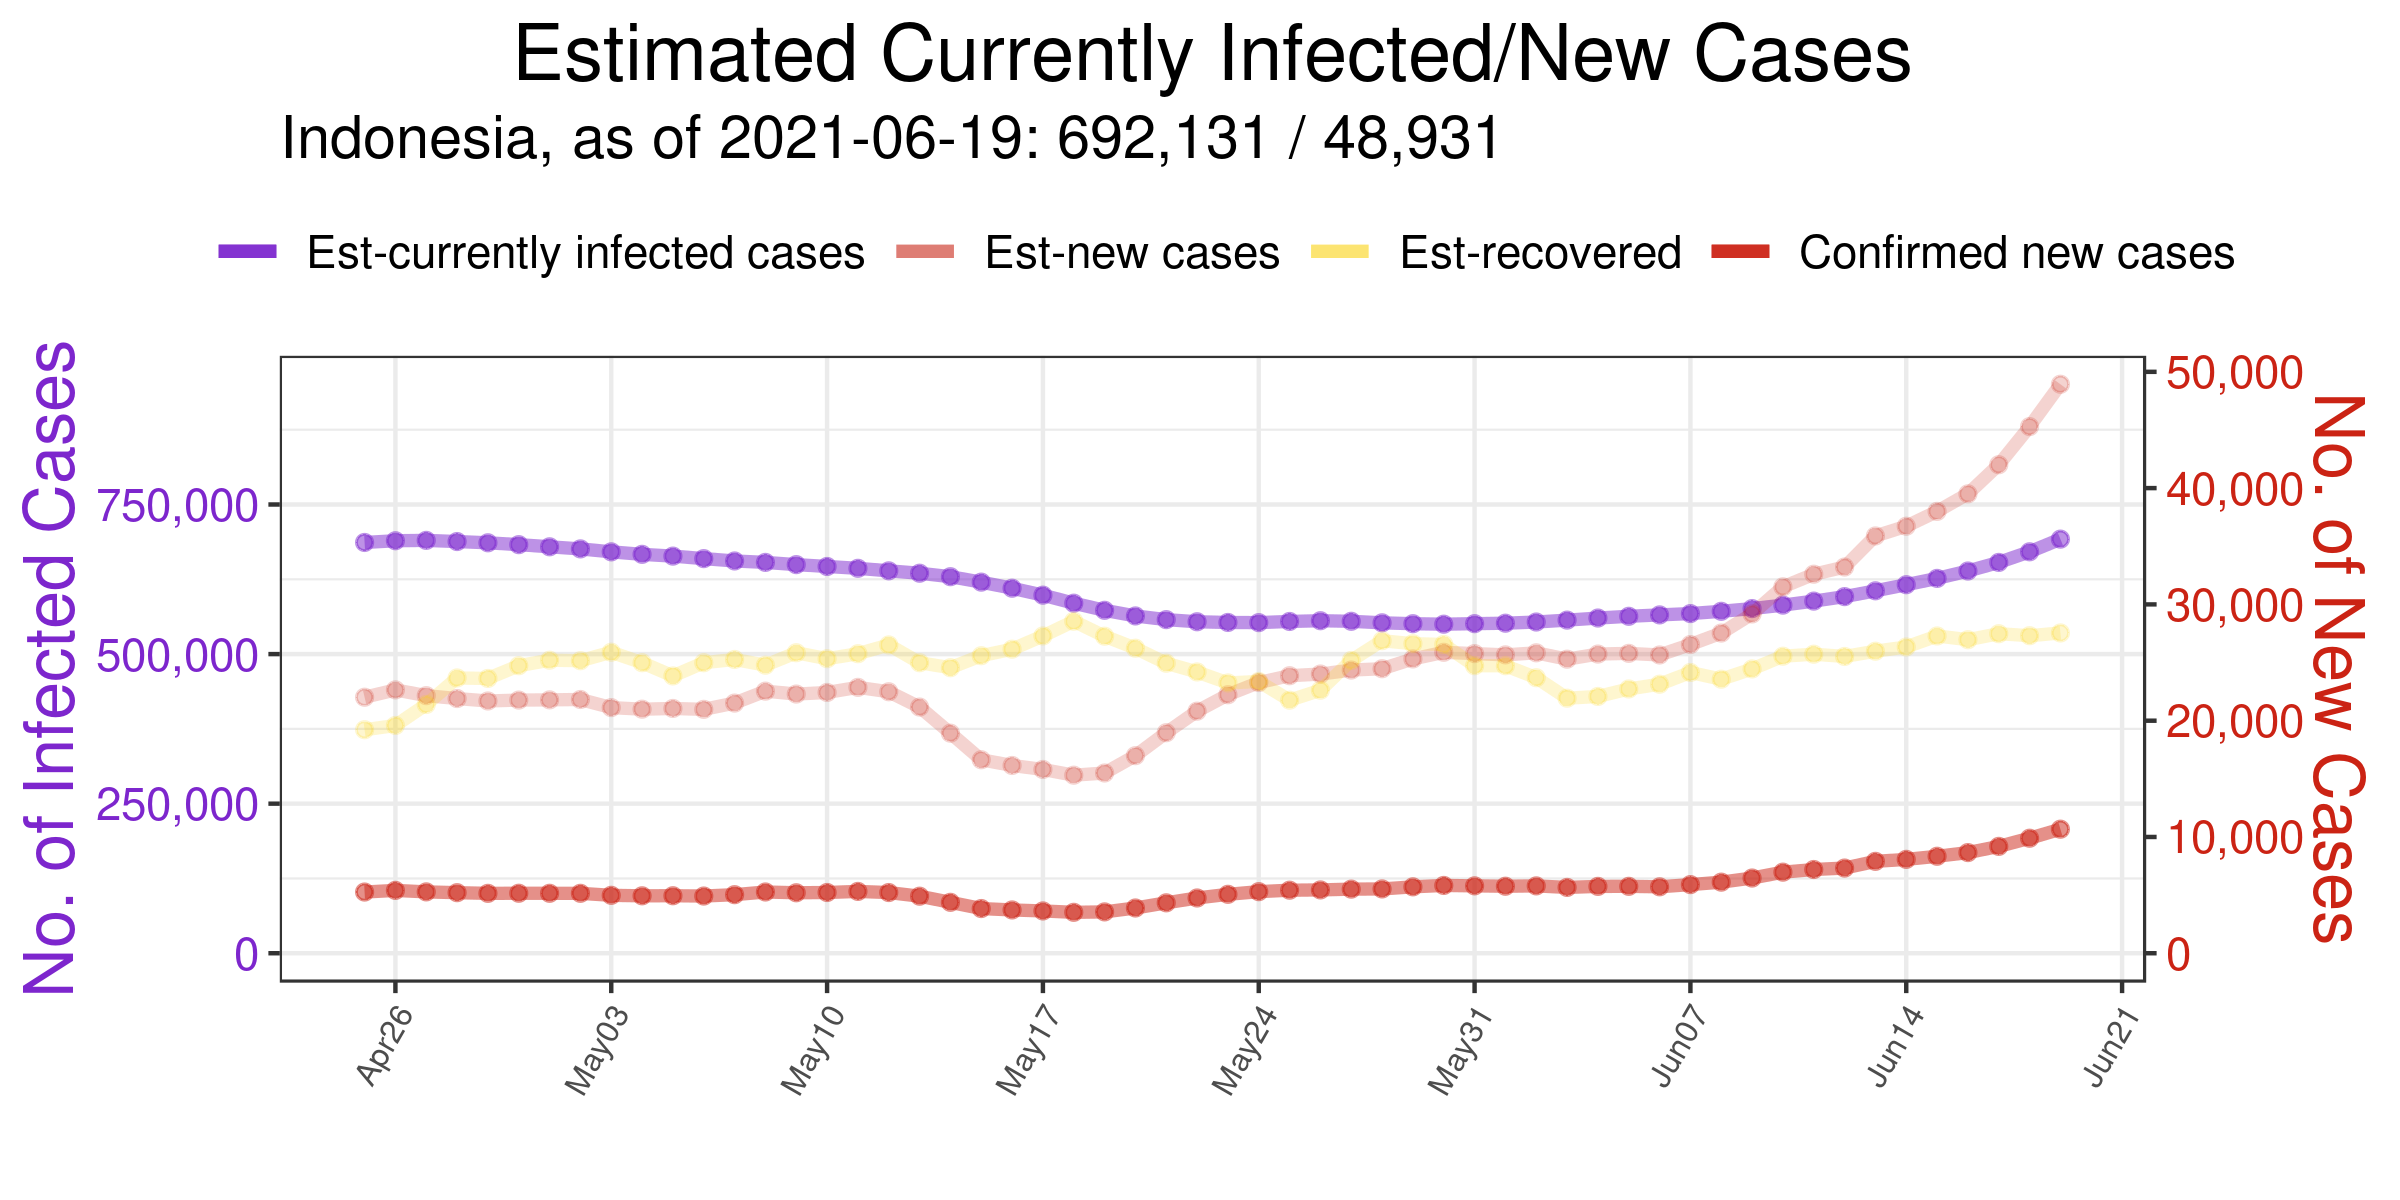 Estimated Currently Infected/New Cases
Indonesia, as of 2021-06-19: 692,131 / 48,931
Est-currently infected cases Est-new cases Est-recovered Confirmed new cases
No. of Infected Cases
750,000
500,000
250,000
0
50,000
40,000
30,000
20,000
10,000
0
No. of New Cases
Apr26 May03 May10 May17 May24 May31 Jun07 Jun14 Jun21